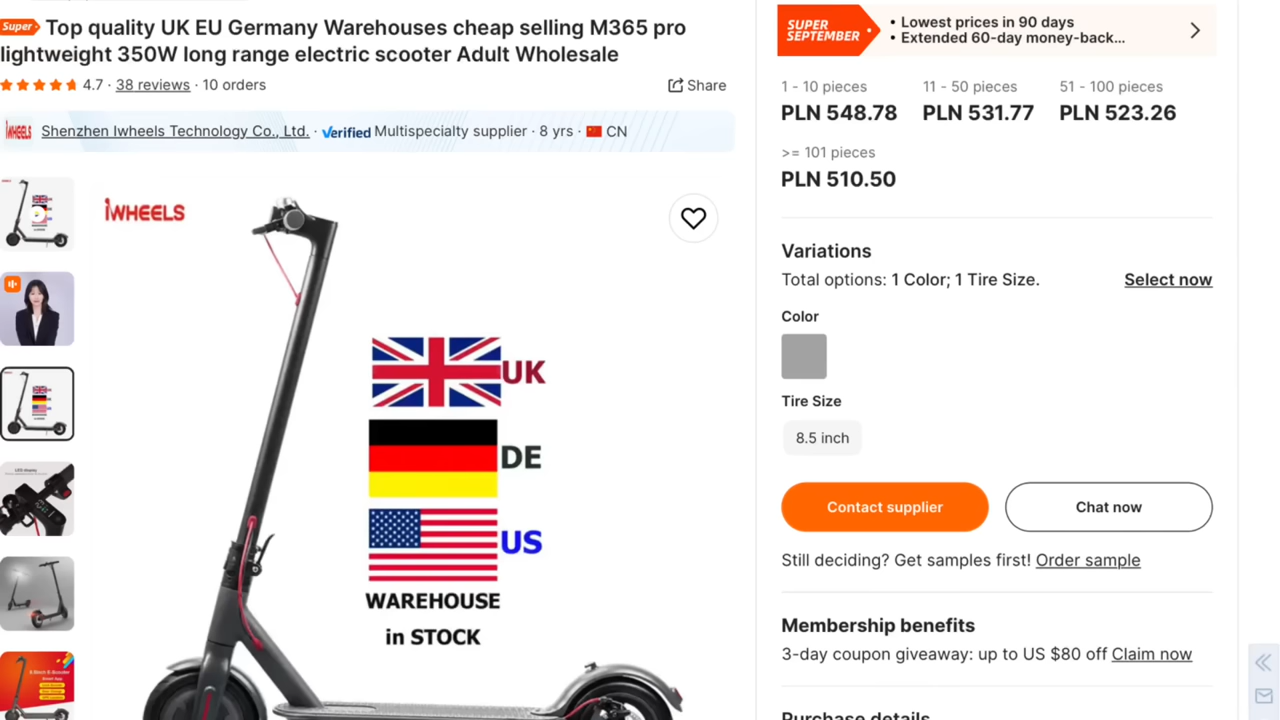 Super Top quality UK EU Germany Warehouses cheap selling M365 pro
lightweight 350W long range electric scooter Adult Wholesale
4.7 · 38 reviews · 10 orders
Share
iWHEELS
Shenzhen Iwheels Technology Co., Ltd. · Verified Multispecialty supplier · 8 yrs · CN
iWHEELS
UK
DE
US
WAREHOUSE
in STOCK
SUPER
SEPTEMBER
• Lowest prices in 90 days
• Extended 60-day money-back...
1 - 10 pieces
PLN 548.78
11 - 50 pieces
PLN 531.77
51 - 100 pieces
PLN 523.26
>= 101 pieces
PLN 510.50
Variations
Total options: 1 Color; 1 Tire Size.
Select now
Color
Tire Size
8.5 inch
Contact supplier
Chat now
Still deciding? Get samples first! Order sample
Membership benefits
3-day coupon giveaway: up to US $80 off Claim now
Purchase details